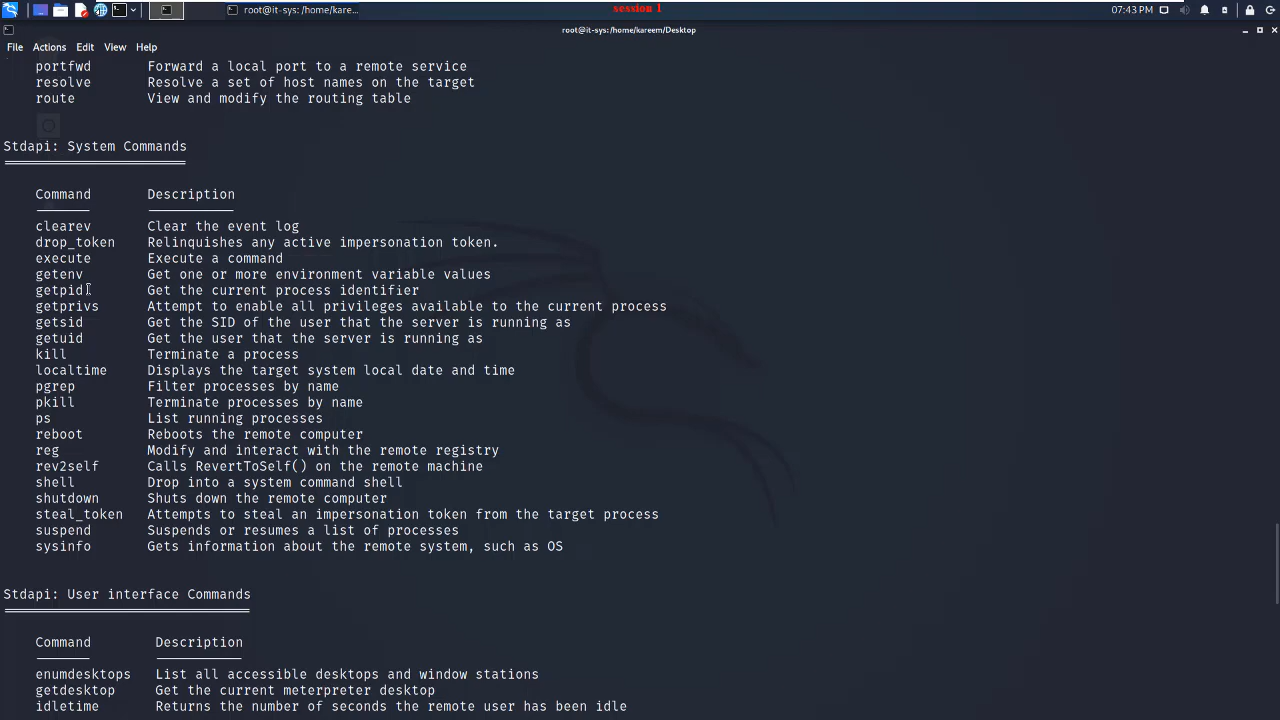 root@it-sys: /home/kare...
session 1
07:43 PM
root@it-sys:/home/kareem/Desktop
File Actions Edit View Help
portfwd Forward a local port to a remote service
resolve Resolve a set of host names on the target
route View and modify the routing table
Stdapi: System Commands
Command Description
clearev Clear the event log
drop_token Relinquishes any active impersonation token.
execute Execute a command
getenv Get one or more environment variable values
getpid Get the current process identifier
getprivs Attempt to enable all privileges available to the current process
getsid Get the SID of the user that the server is running as
getuid Get the user that the server is running as
kill Terminate a process
localtime Displays the target system local date and time
pgrep Filter processes by name
pkill Terminate processes by name
ps List running processes
reboot Reboots the remote computer
reg Modify and interact with the remote registry
rev2self Calls RevertToSelf() on the remote machine
shell Drop into a system command shell
shutdown Shuts down the remote computer
steal_token Attempts to steal an impersonation token from the target process
suspend Suspends or resumes a list of processes
sysinfo Gets information about the remote system, such as OS
Stdapi: User interface Commands
Command Description
enumdesktops List all accessible desktops and window stations
getdesktop Get the current meterpreter desktop
idletime Returns the number of seconds the remote user has been idle